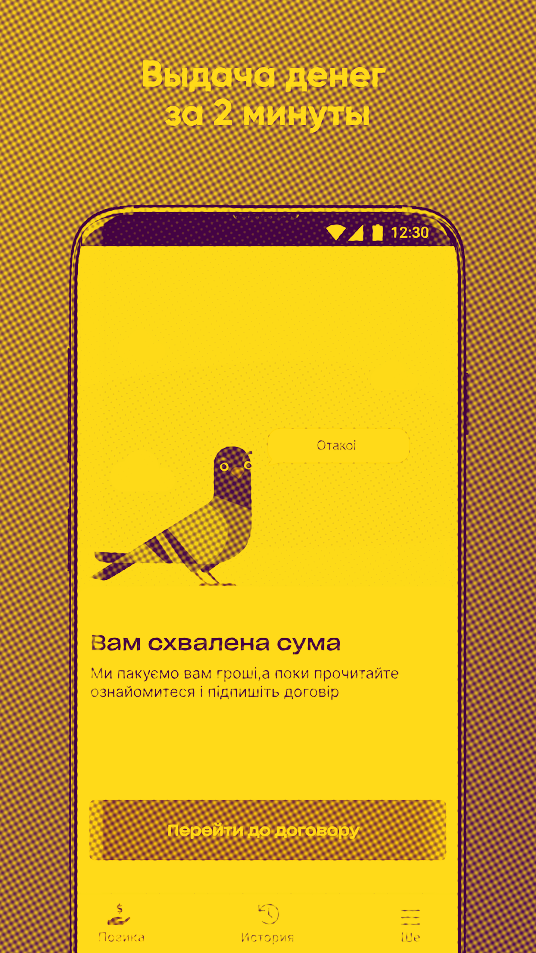 Выдача денег
за 2 минуты
12:30
Отакої
Вам схвалена сума
Ми пакуємо вам гроші,а поки прочитайте
ознайомитеся і підпишіть договір
Перейти до договору
Позика
История
Ще